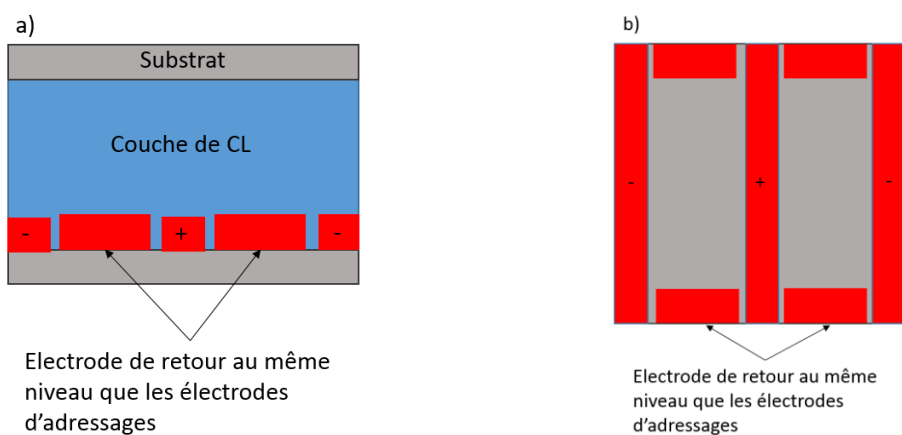 a)
Substrat
Couche de CL
-
+
-
Electrode de retour au même
niveau que les électrodes
d’adressages
b)
-
+
-
Electrode de retour au même
niveau que les électrodes
d’adressages